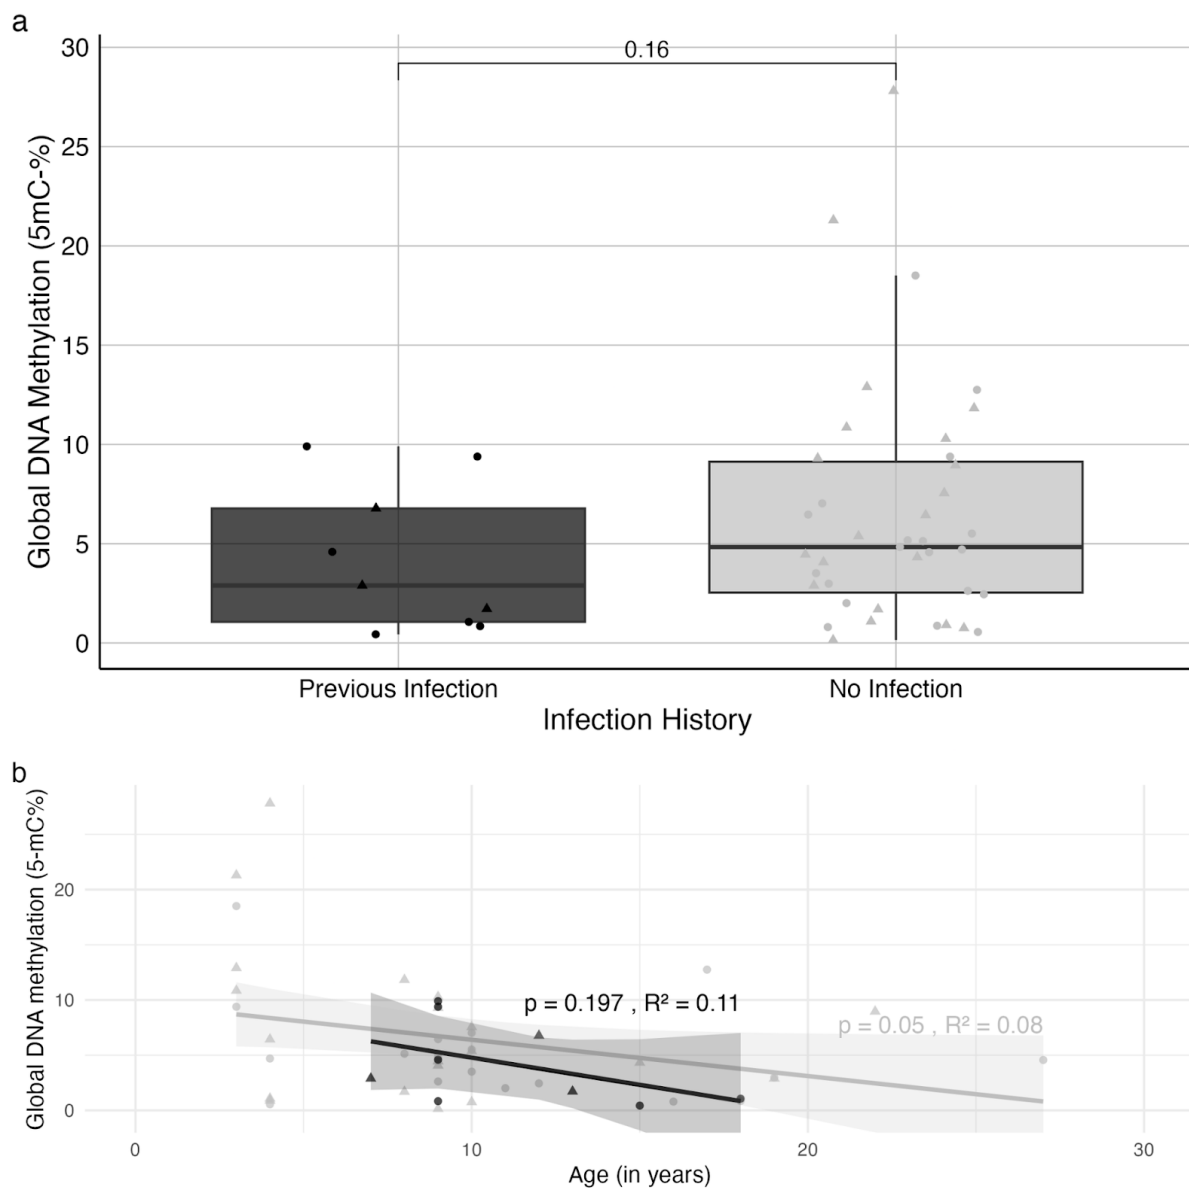 a
Global DNA Methylation (5mC-%)
30
25
20
15
10
5
0
0.16
Previous Infection
No Infection
Infection History
b
Global DNA methylation (5-mC%)
20
10
0
p = 0.197 , R² = 0.11
p = 0.05 , R² = 0.08
0
10
20
30
Age (in years)